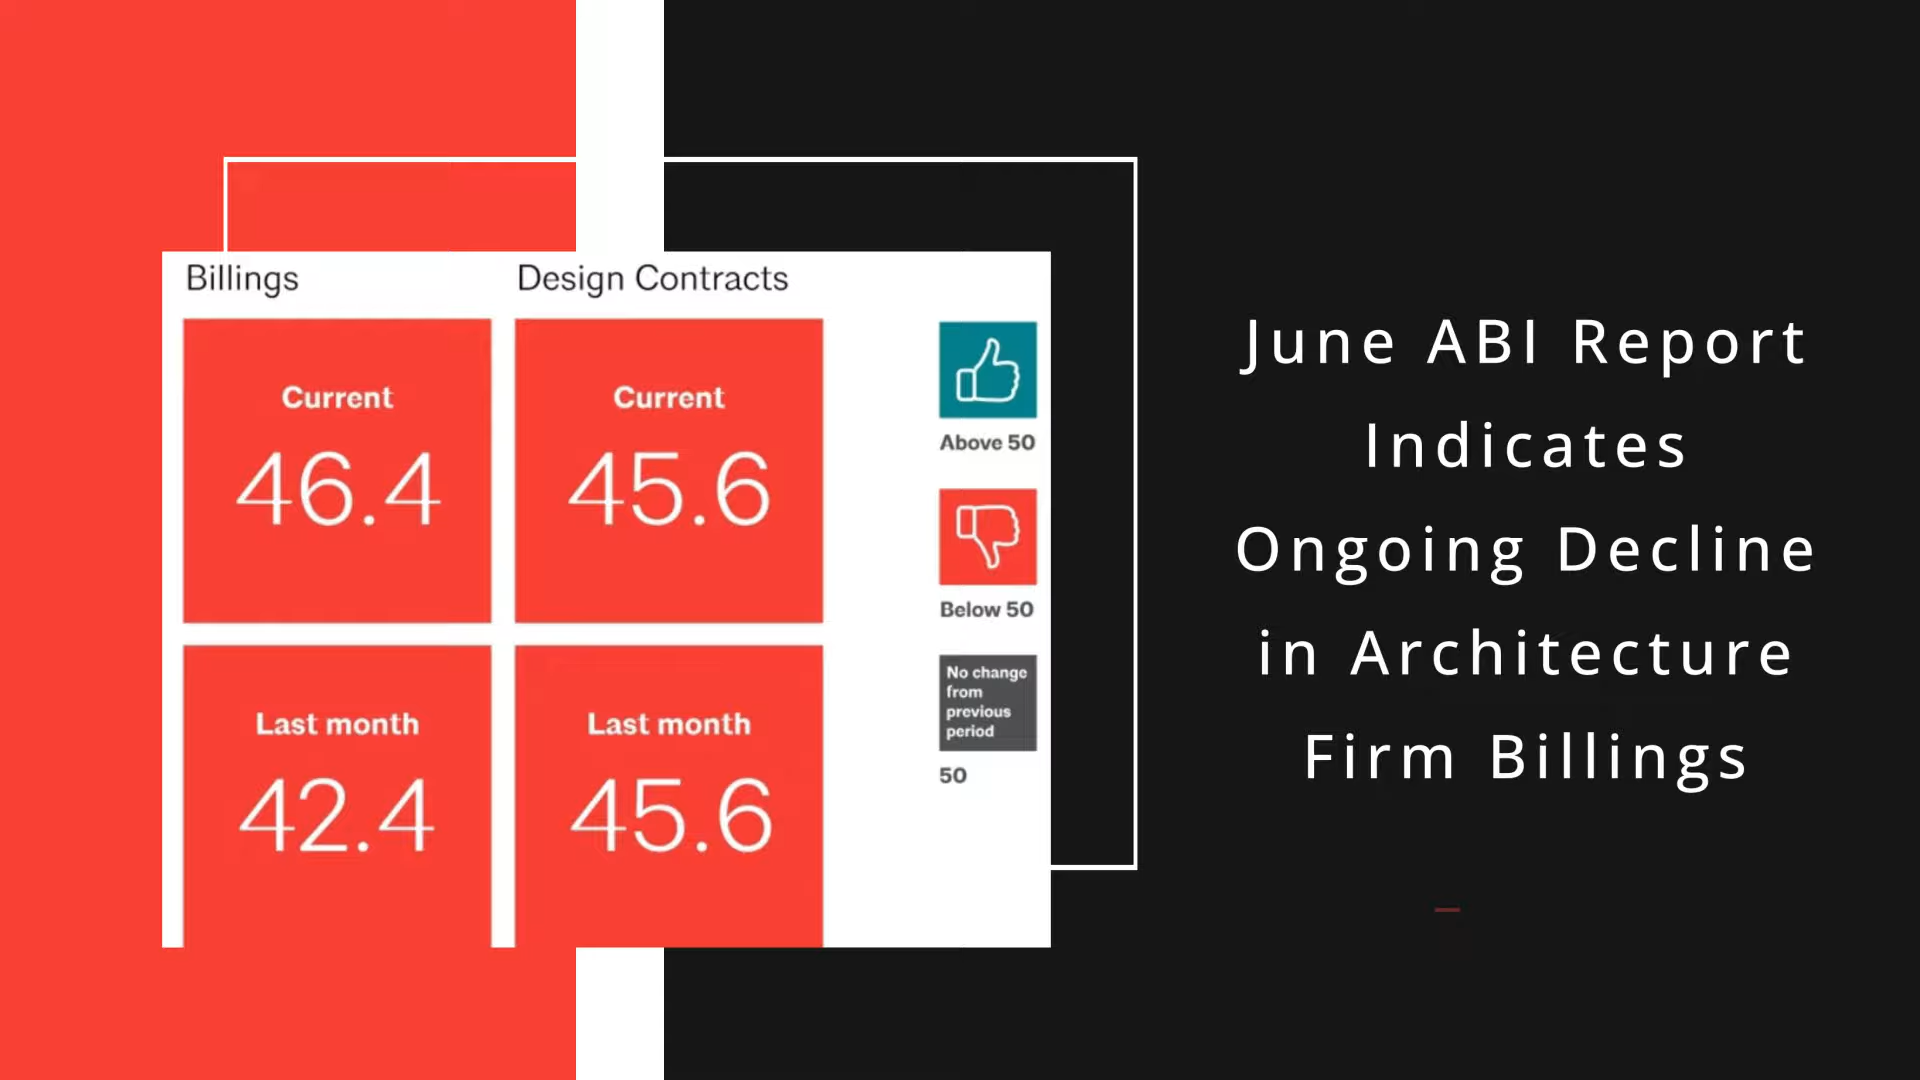 Billings
Design Contracts
Current
46.4
Current
45.6
Last month
42.4
Last month
45.6
Above 50
Below 50
No change
from
previous
period
50
June ABI Report
Indicates
Ongoing Decline
in Architecture
Firm Billings